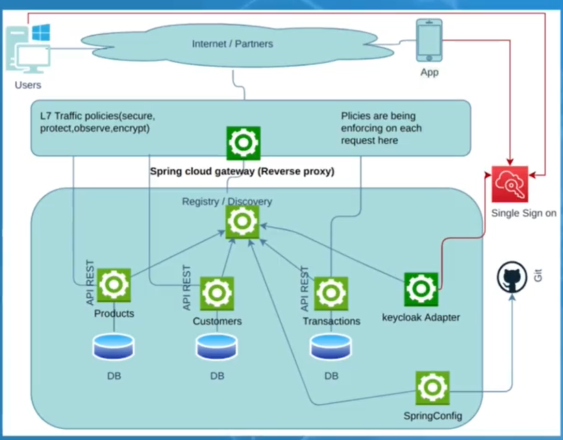 Internet / Partners
Users
App
L7 Traffic policies(secure,
protect,observe,encrypt)
Plicies are being
enforcing on each
request here
Spring cloud gateway (Reverse proxy)
Registry / Discovery
Single Sign on
API REST
API REST
API REST
Git
Products
Customers
Transactions
keycloak Adapter
DB
DB
DB
SpringConfig